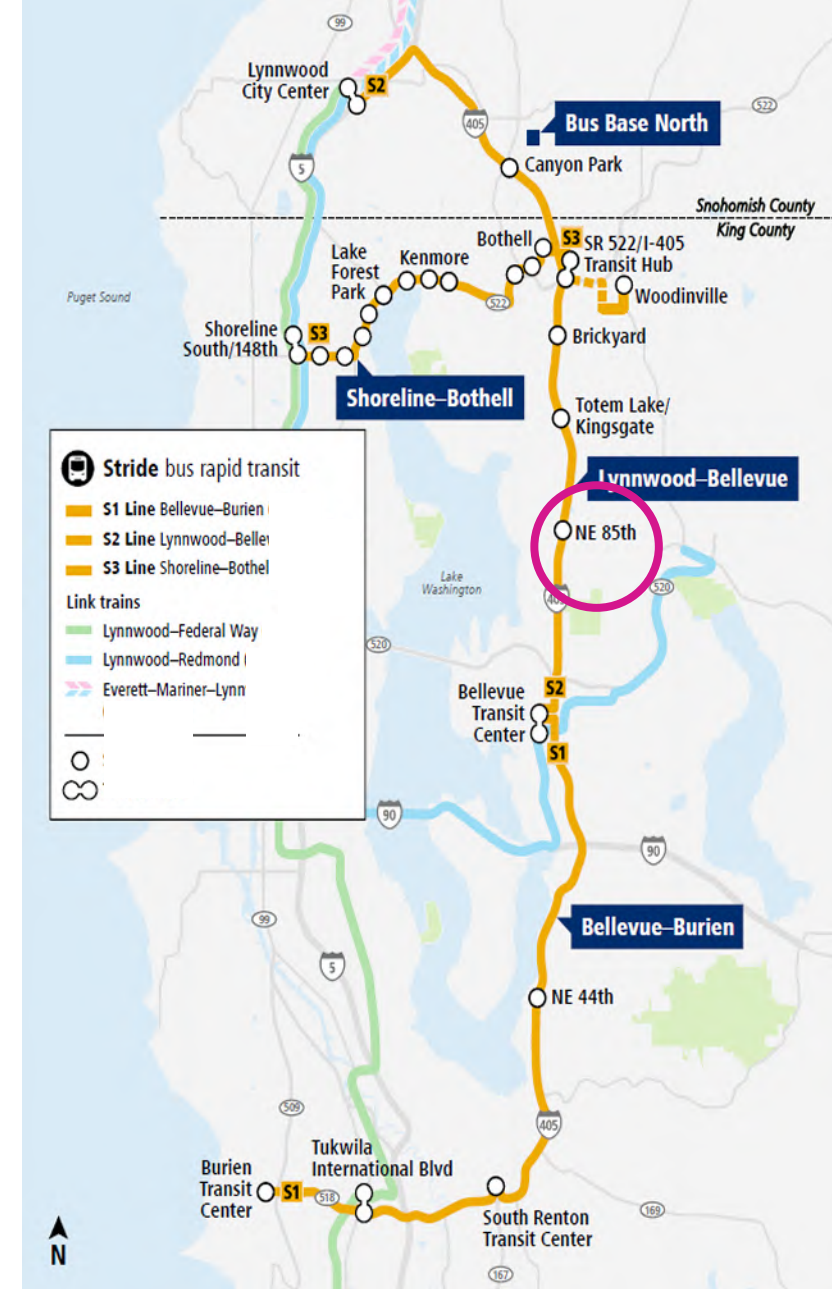 99
Lynnwood
City Center
S2
405
522
Bus Base North
5
Canyon Park
Snohomish County
King County
Bothell
S3
SR 522/I-405
Transit Hub
Lake
Forest
Park
Kenmore
522
Woodinville
Puget Sound
Shoreline
South/148th
S3
Brickyard
Shoreline–Bothell
Totem Lake/
Kingsgate
Stride bus rapid transit
S1 Line Bellevue–Burien
S2 Line Lynnwood–Belle
S3 Line Shoreline–Bothel
Link trains
Lynnwood–Federal Way
Lynnwood–Redmond
Everett–Mariner–Lynn
Lynnwood–Bellevue
NE 85th
Lake
Washington
405
520
520
Bellevue
Transit
Center
S2
S1
90
90
99
Bellevue–Burien
5
NE 44th
509
405
Tukwila
International Blvd
Burien
Transit
Center
S1
518
South Renton
Transit Center
169
167
N